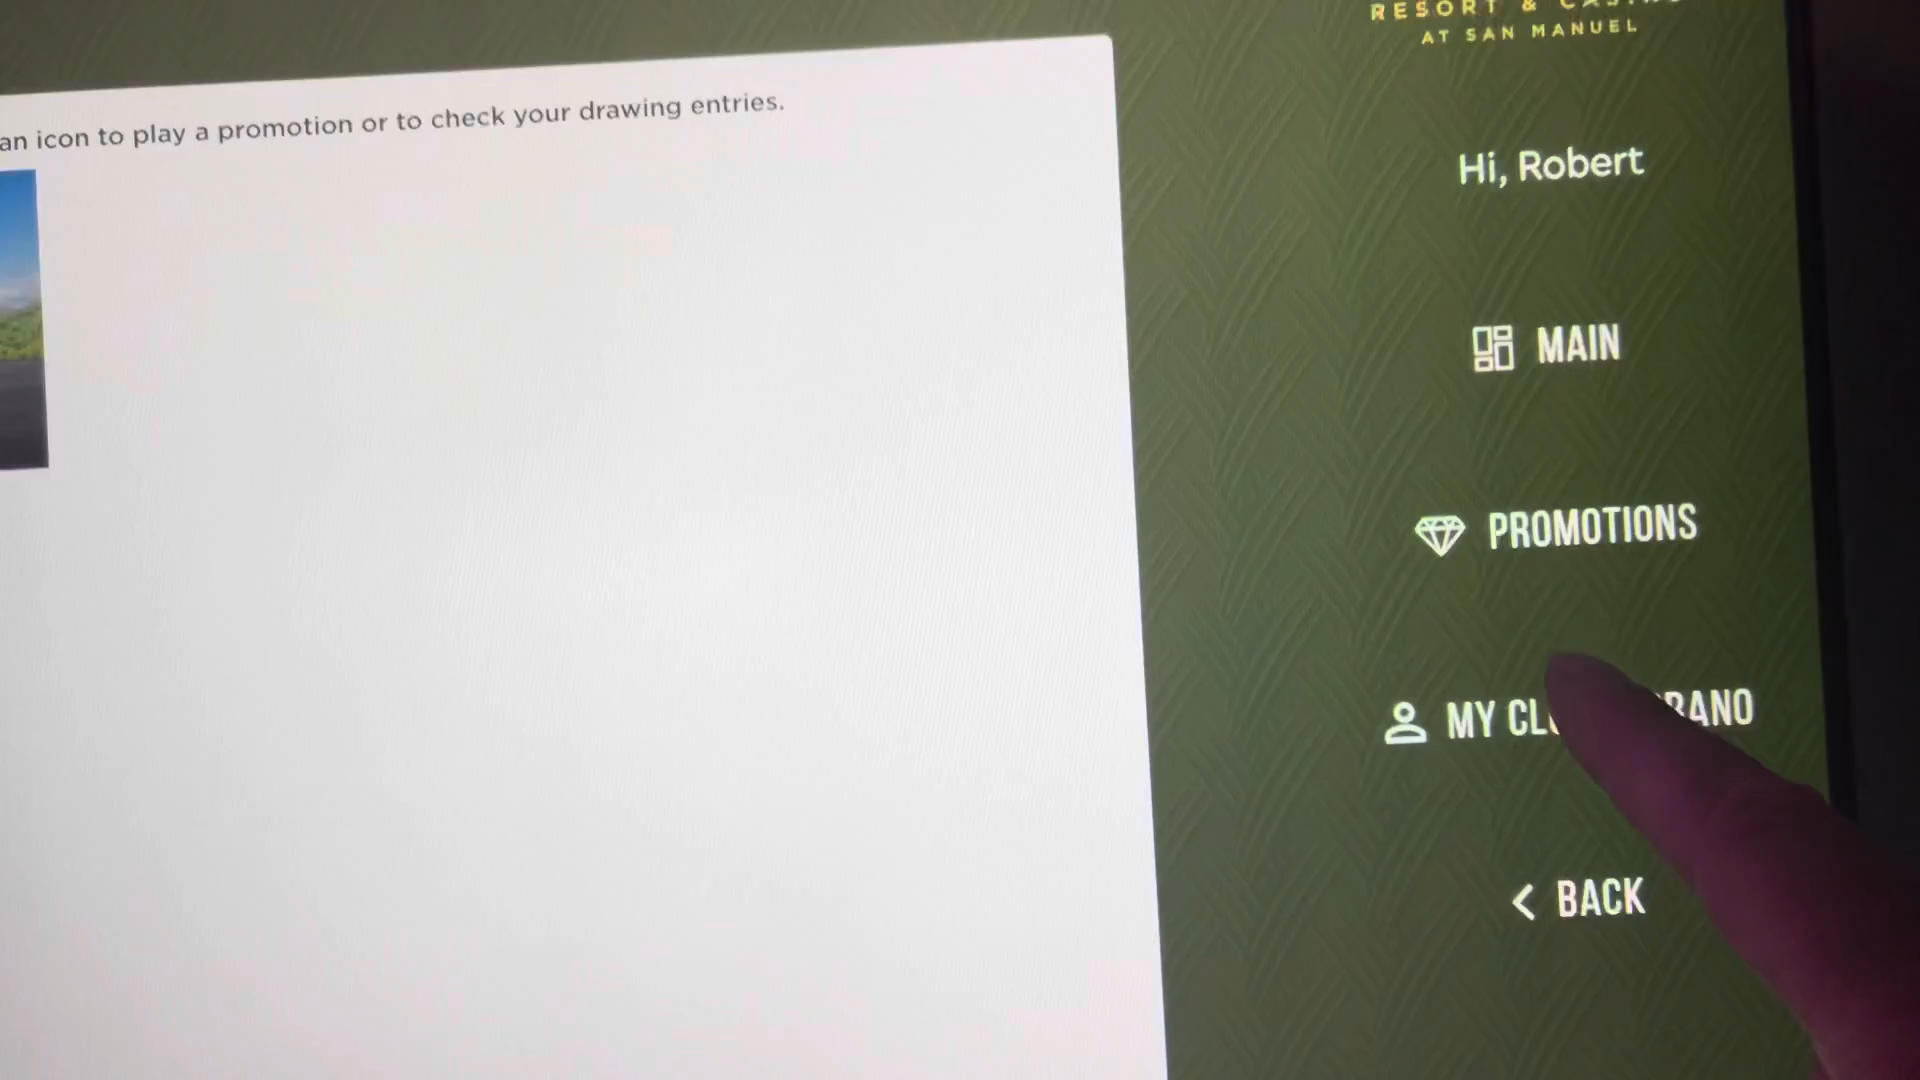 RESORT &
AT SAN MANUEL
an icon to play a promotion or to check your drawing entries.
Hi, Robert
MAIN
PROMOTIONS
MY
BACK